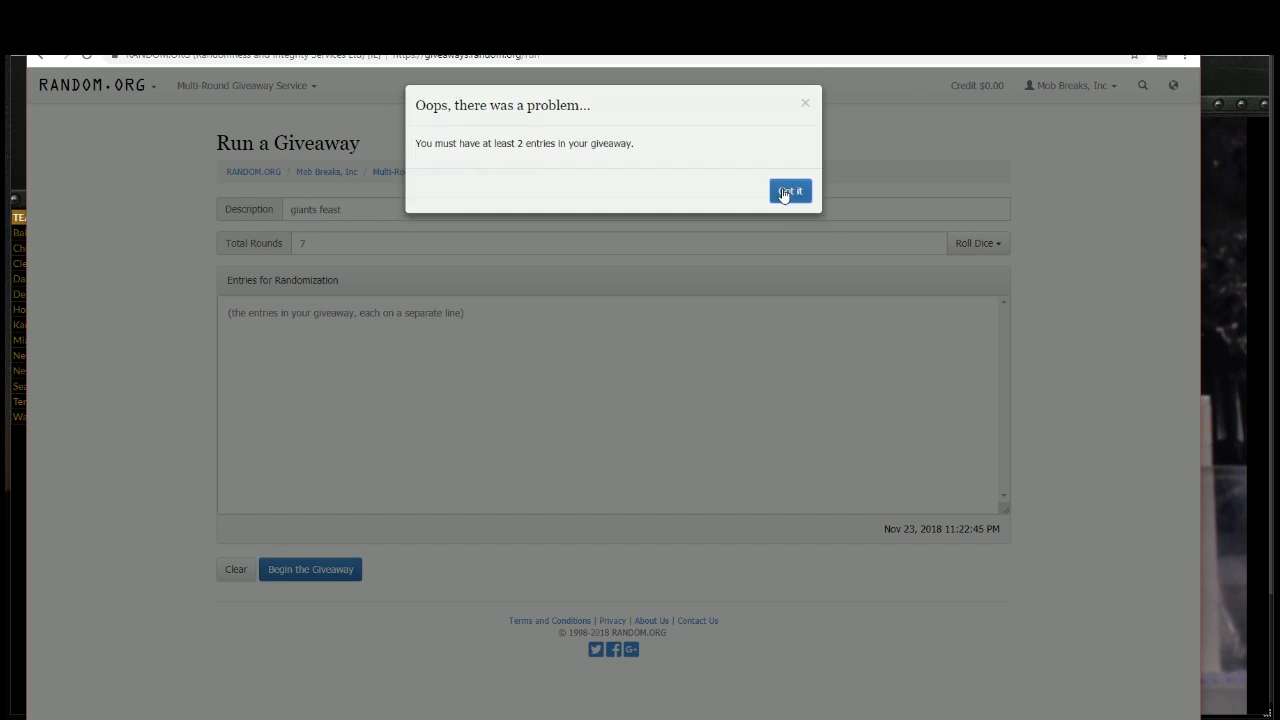 RANDOM.ORG
Multi-Round Giveaway Service
Credit $0.00
Mob Breaks, Inc
Oops, there was a problem...
×
You must have at least 2 entries in your giveaway.
Run a Giveaway
RANDOM.ORG
Mob Breaks, Inc
Description
giants feast
Total Rounds
7
Roll Dice
Entries for Randomization
(the entries in your giveaway, each on a separate line)
Nov 23, 2018 11:22:45 PM
Clear
Begin the Giveaway
Terms and Conditions | Privacy | About Us | Contact Us
© 1998-2018 RANDOM.ORG